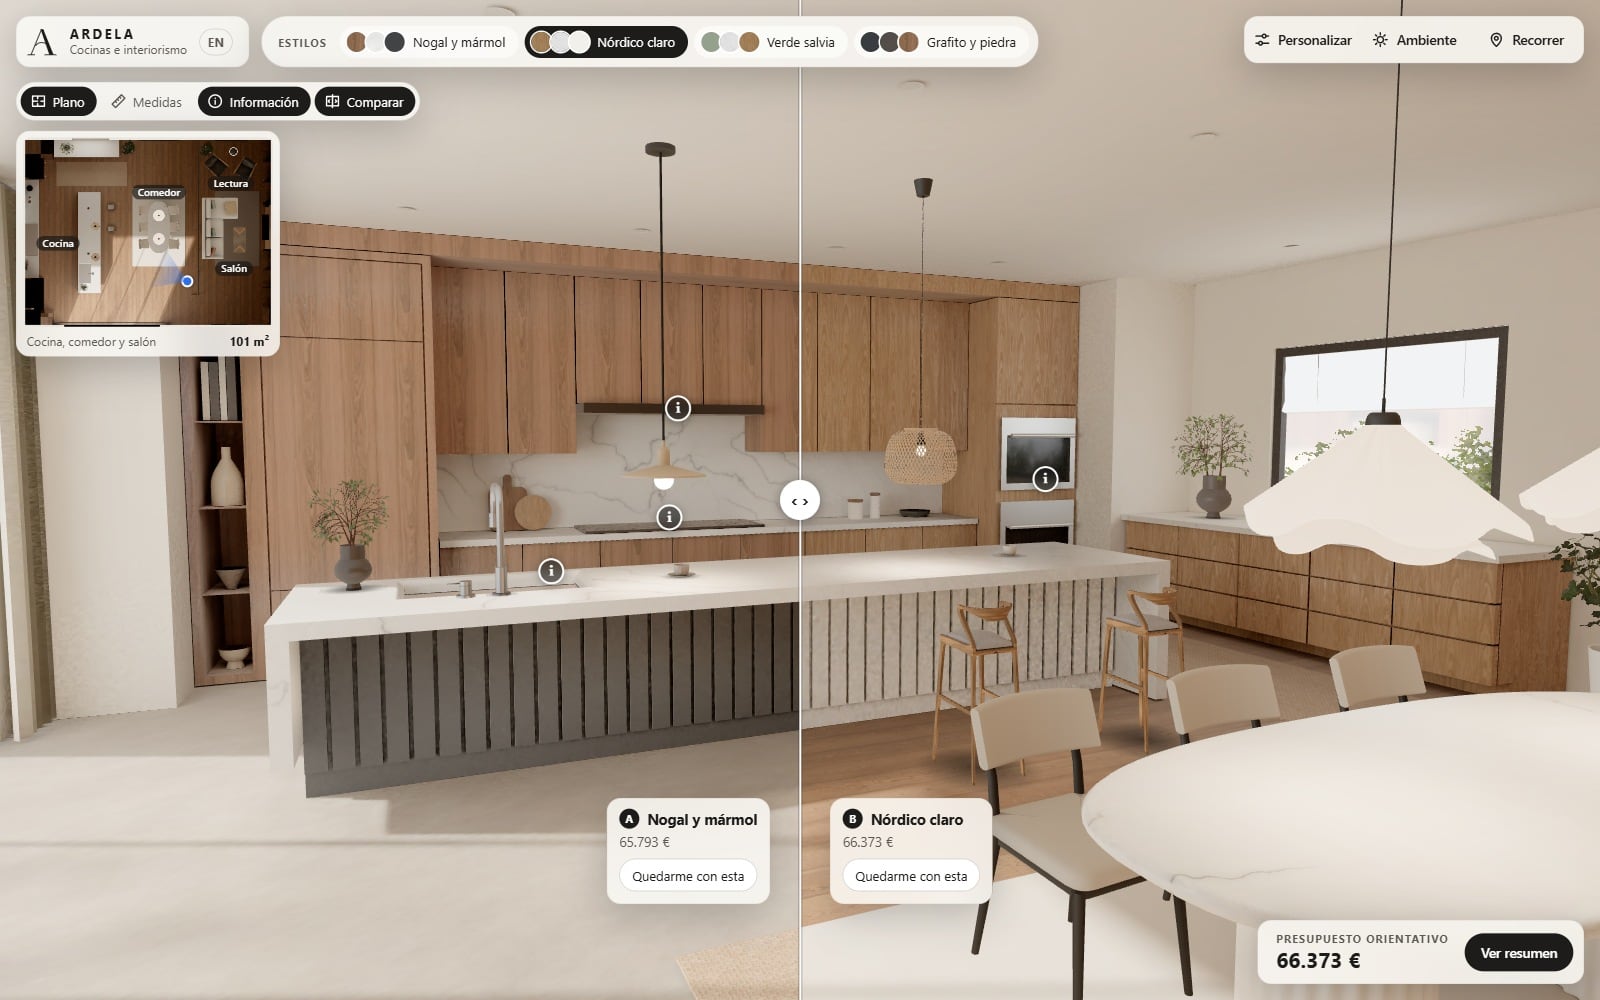 ARDELA
Cocinas e interiorismo
EN
ESTILOS
Nogal y mármol
Nórdico claro
Verde salvia
Grafito y piedra
Personalizar
Ambiente
Recorrer
Plano
Medidas
Información
Comparar
Lectura
Comedor
Cocina
Salón
Cocina, comedor y salón
101 m²
A Nogal y mármol
65.793 €
Quedarme con esta
B Nórdico claro
66.373 €
Quedarme con esta
PRESUPUESTO ORIENTATIVO
66.373 €
Ver resumen